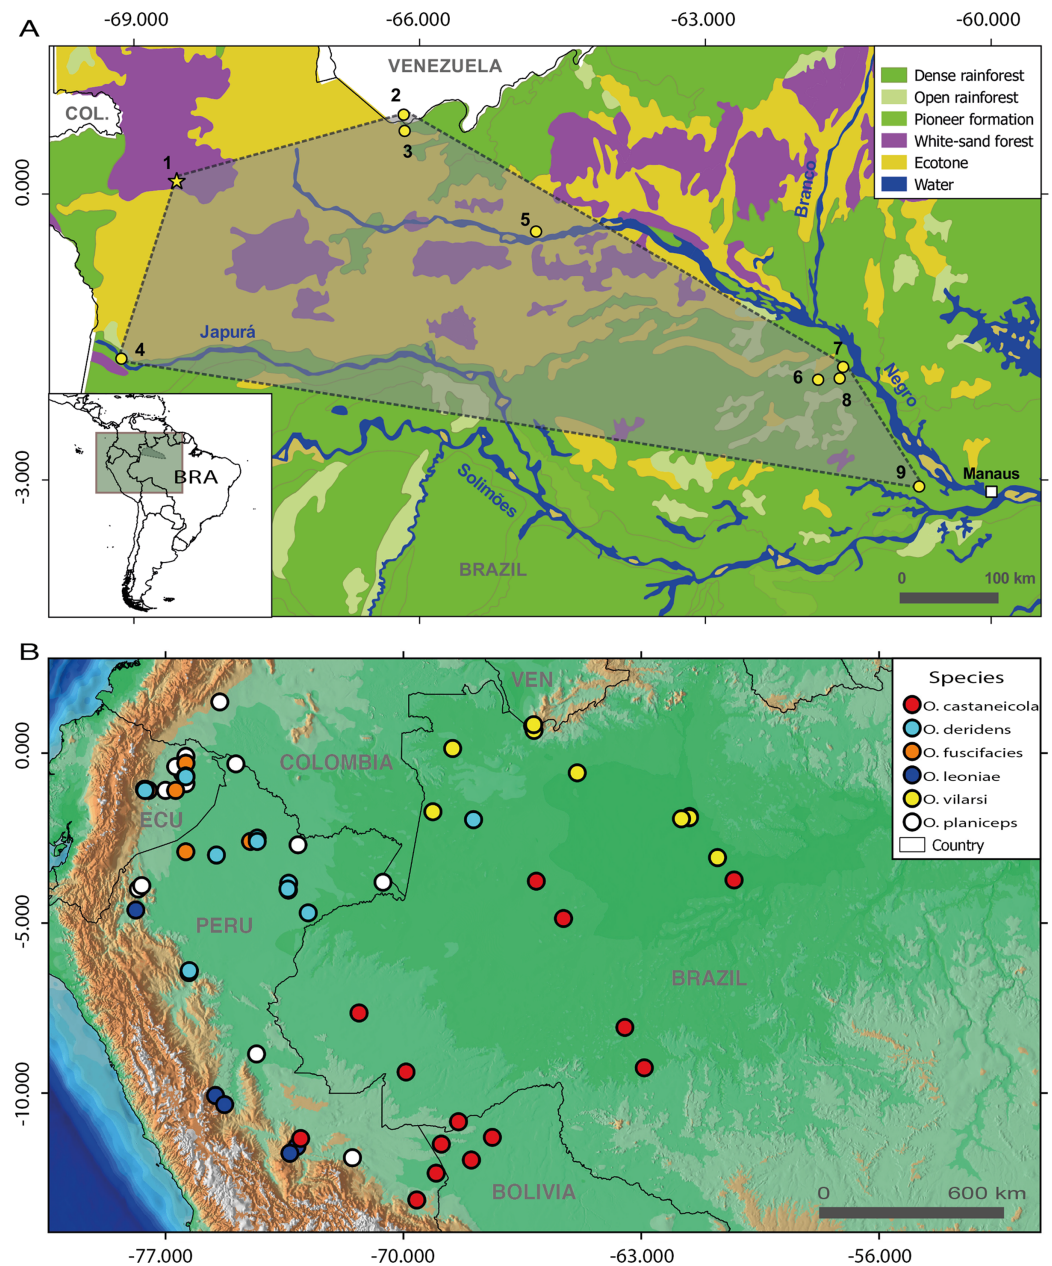 A
-69.000 -66.000 -63.000 -60.000
VENEZUELA
COL.
Dense rainforest
Open rainforest
Pioneer formation
White-sand forest
Ecotone
Water
0.000
-3.000
1
2
3
5
Branco
Japurá
4
7
6
8
Negro
9
Manaus
Solimões
BRA
BRAZIL
0 100 km
B
VEN
Species
O. castaneicola
O. deridens
O. fuscifacies
O. leoniae
O. vilarsi
O. planiceps
Country
0.000
COLOMBIA
ECU
-5.000
PERU
BRAZIL
-10.000
BOLIVIA
0 600 km
-77.000 -70.000 -63.000 -56.000